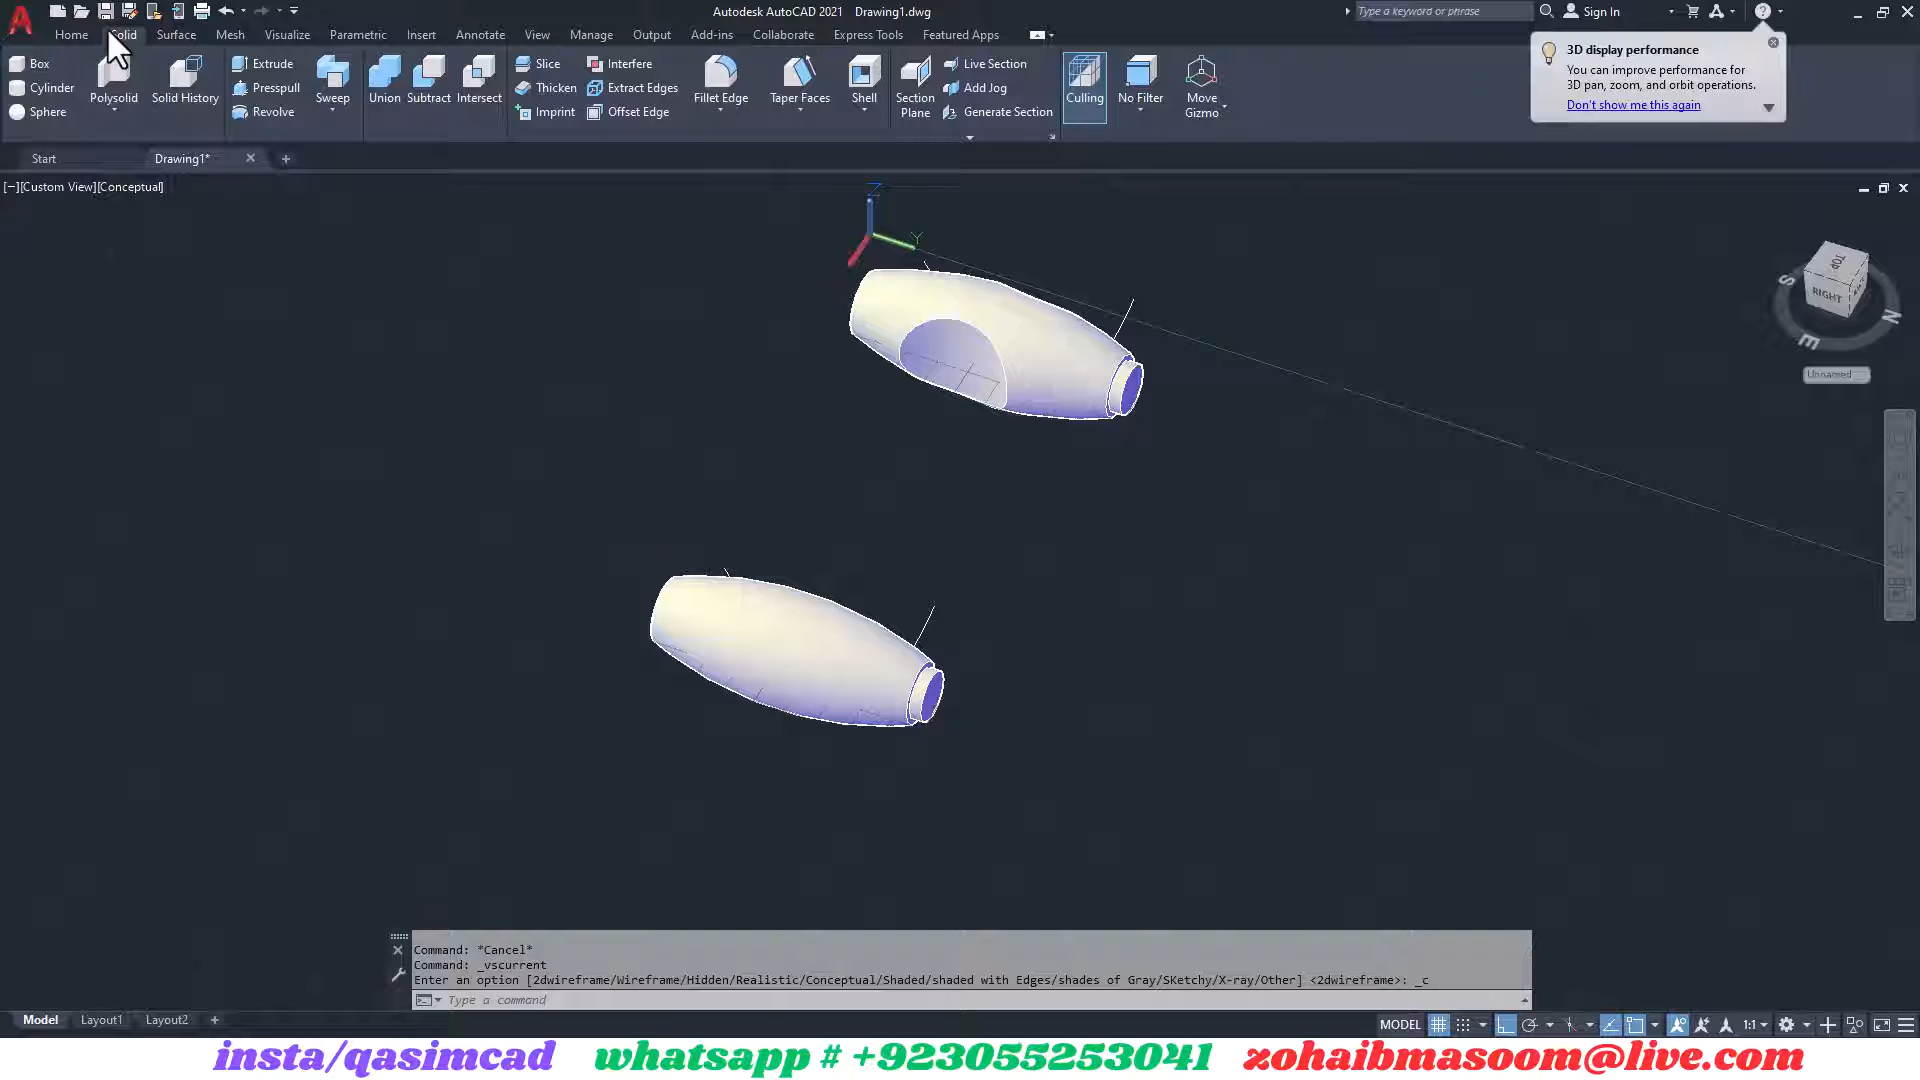 Autodesk AutoCAD 2021 Drawing1.dwg
Type a keyword or phrase
Sign In
Home Solid Surface Mesh Visualize Parametric Insert Annotate View Manage Output Add-ins Collaborate Express Tools Featured Apps
Box
Cylinder
Sphere
Polysolid
Solid History
Extrude
Presspull
Revolve
Sweep
Union Subtract Intersect
Slice
Thicken
Imprint
Interfere
Extract Edges
Offset Edge
Fillet Edge
Taper Faces
Shell
Section
Plane
Live Section
Add Jog
Generate Section
Culling
No Filter
Move
Gizmo
3D display performance
You can improve performance for
3D pan, zoom, and orbit operations.
Don't show me this again
Start
Drawing1*
[−][Custom View][Conceptual]
Z
Y
TOP
RIGHT
S
N
E
Unnamed
Command: *Cancel*
Command: _vscurrent
Enter an option [2dwireframe/Wireframe/Hidden/Realistic/Conceptual/Shaded/shaded with Edges/shades of Gray/SKetchy/X-ray/Other] <2dwireframe>: _c
Type a command
Model Layout1 Layout2
MODEL
1:1
insta/qasimcad whatsapp # +923055253041 zohaibmasoom@live.com